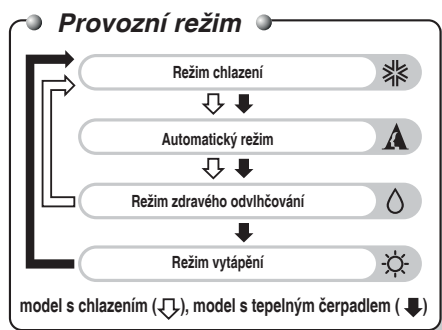 Provozní režim
Režim chlazení
Automatický režim
Režim zdravého odvlhčování
Režim vytápění
model s chlazením (⇩), model s tepelným čerpadlem (🡇)